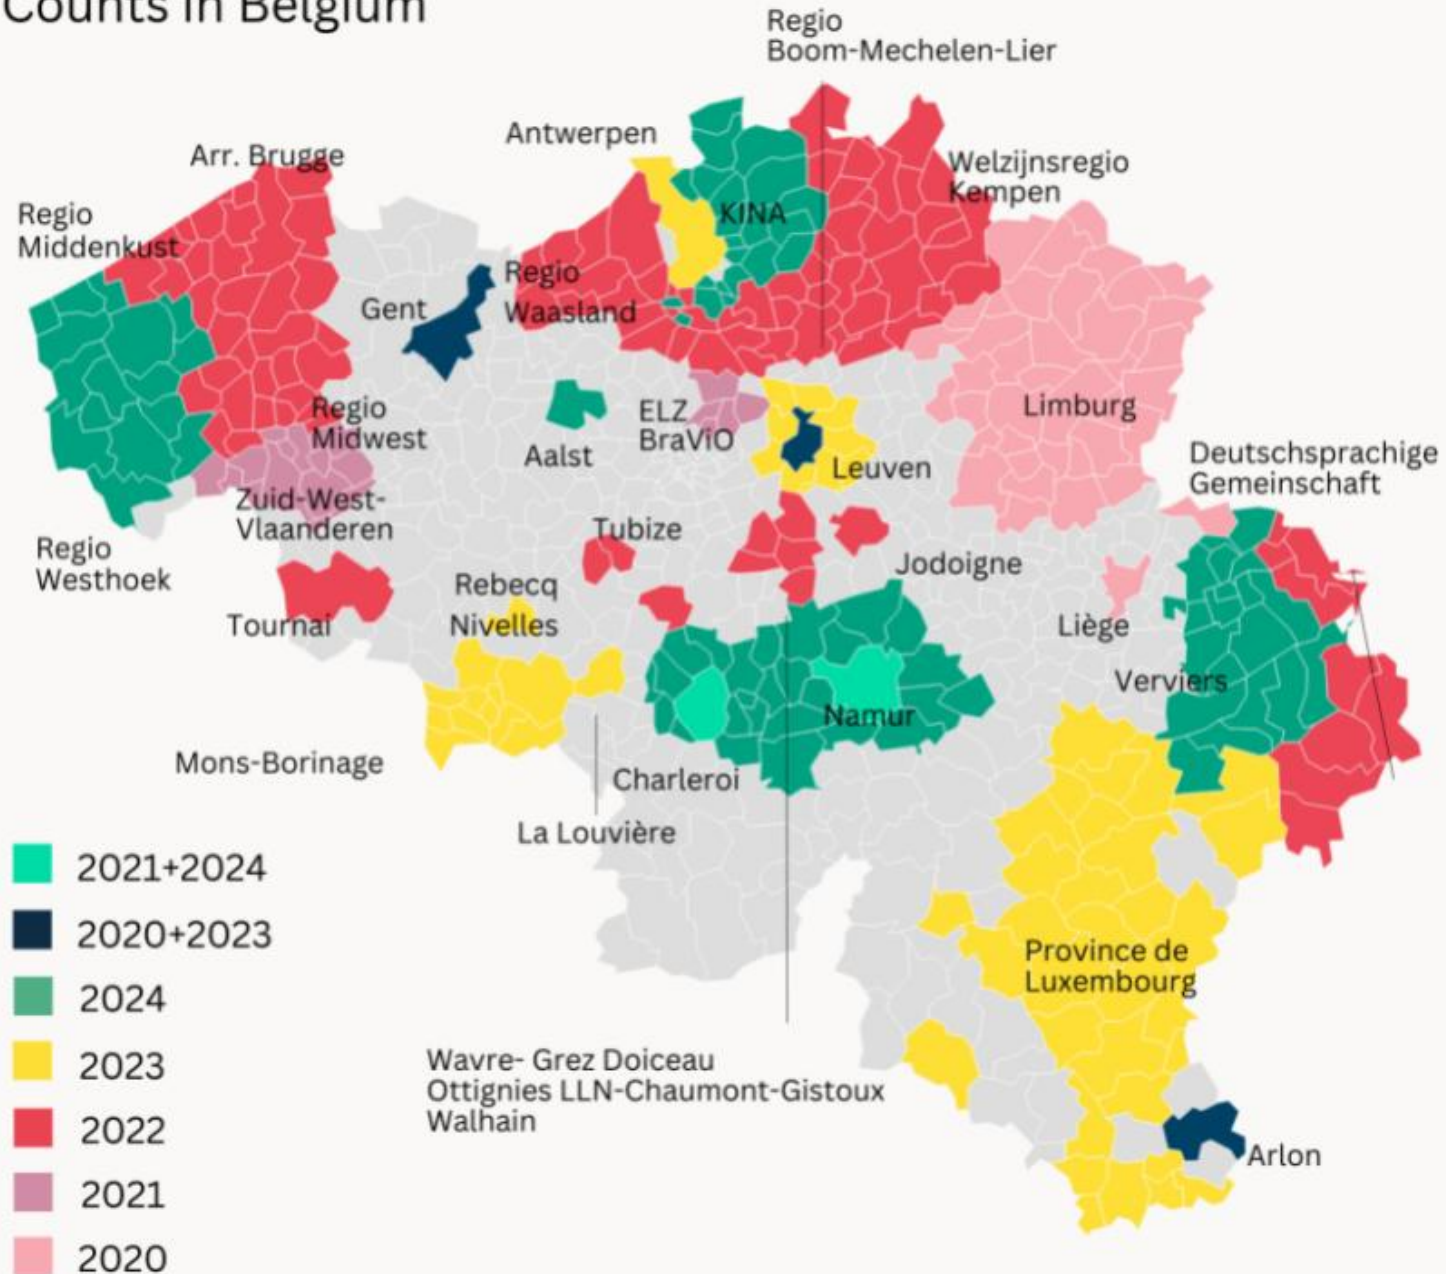 Counts in Belgium
Regio
Boom-Mechelen-Lier
Antwerpen
Arr. Brugge
Welzijnsregio
Kempen
Regio
Middenkust
KINA
Regio
Waasland
Gent
Regio
Midwest
ELZ
BraViO
Limburg
Aalst
Leuven
Deutschsprachige
Gemeinschaft
Zuid-West-
Vlaanderen
Tubize
Regio
Westhoek
Jodoigne
Rebecq
Nivelles
Tournai
Liège
Verviers
Namur
Mons-Borinage
Charleroi
La Louvière
2021+2024
2020+2023
2024
2023
2022
2021
2020
Province de
Luxembourg
Wavre- Grez Doiceau
Ottignies LLN-Chaumont-Gistoux
Walhain
Arlon